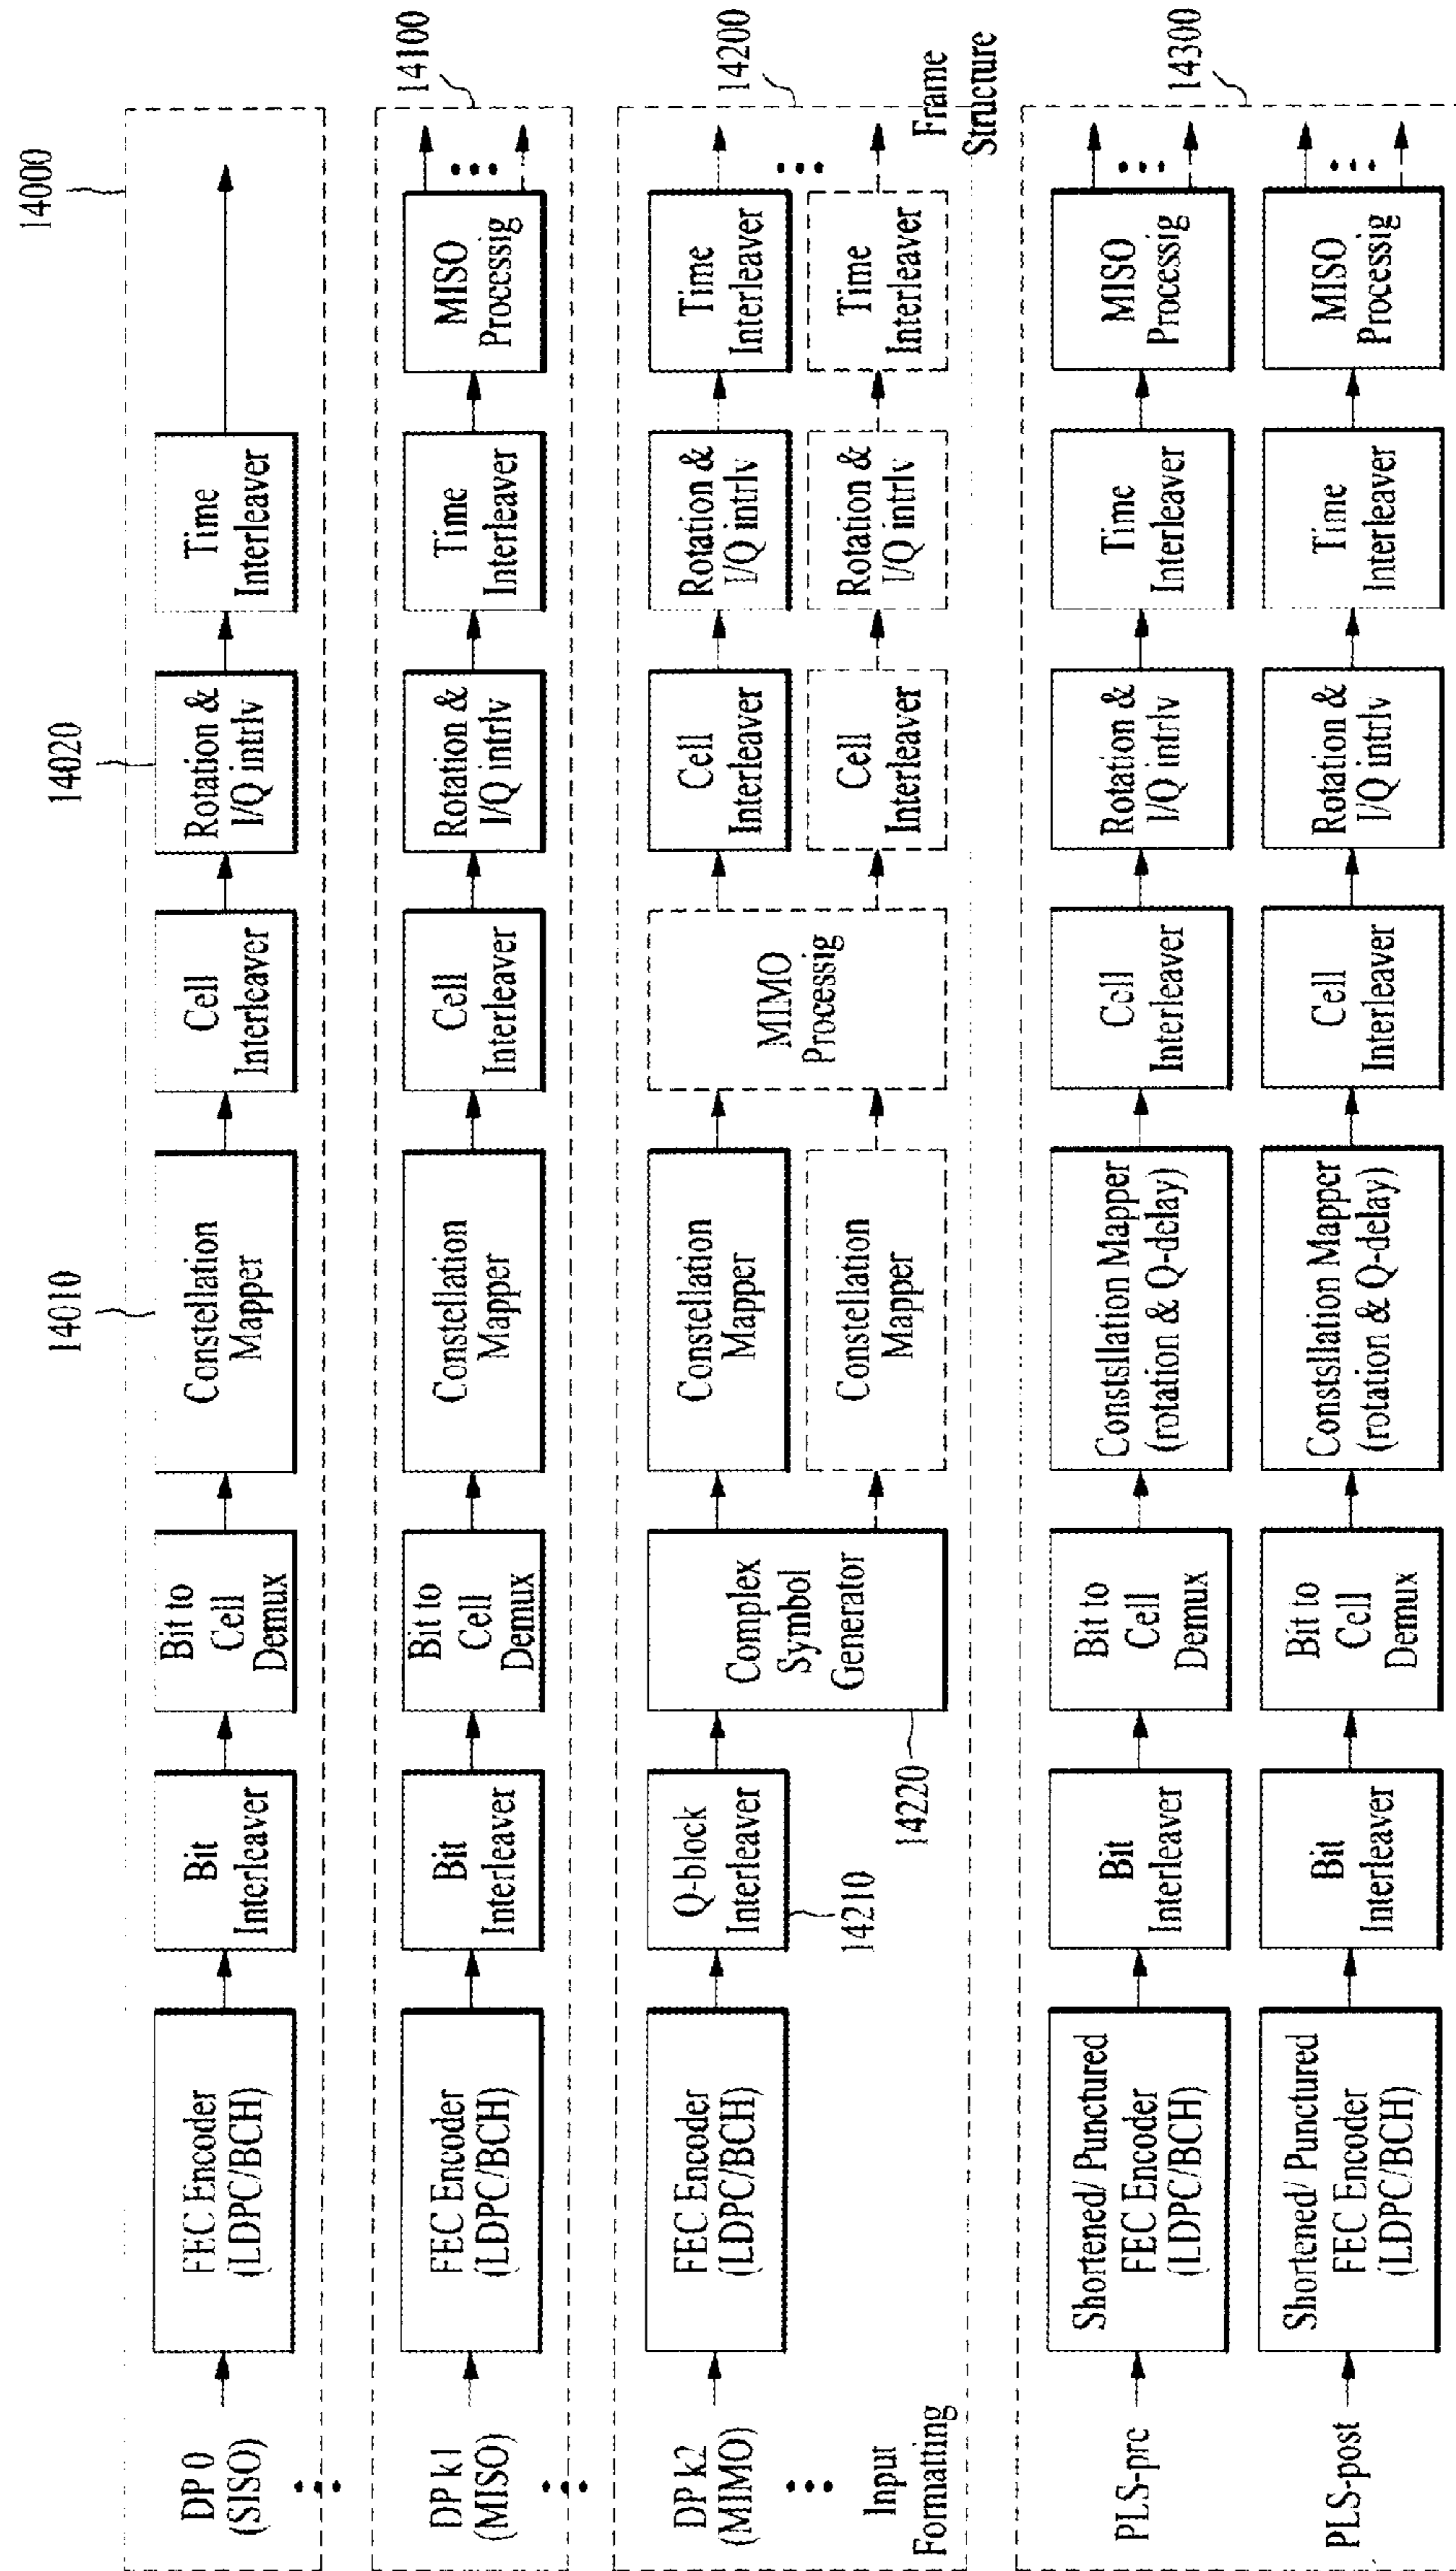 14000
14010
14020
DP 0
(SISO)
FEC Encoder
(LDPC/BCH)
Bit
Interleaver
Bit to
Cell
Demux
Constellation
Mapper
Cell
Interleaver
Rotation &
I/Q intrlv
Time
Interleaver
14100
DP k1
(MISO)
FEC Encoder
(LDPC/BCH)
Bit
Interleaver
Bit to
Cell
Demux
Constellation
Mapper
Cell
Interleaver
Rotation &
I/Q intrlv
Time
Interleaver
MISO
Processig
14200
DP k2
(MIMO)
FEC Encoder
(LDPC/BCH)
Q-block
Interleaver
14210
Complex
Symbol
Generator
14220
Constellation
Mapper
Constellation
Mapper
MIMO
Processig
Cell
Interleaver
Cell
Interleaver
Rotation &
I/Q intrlv
Rotation &
I/Q intrlv
Time
Interleaver
Time
Interleaver
Input
Formatting
Frame
Structure
14300
PLS-prc
Shortened/ Punctured
FEC Encoder
(LDPC/BCH)
Bit
Interleaver
Bit to
Cell
Demux
Constsllation Mapper
(rotation & Q-delay)
Cell
Interleaver
Rotation &
I/Q intrlv
Time
Interleaver
MISO
Processig
PLS-post
Shortened/ Punctured
FEC Encoder
(LDPC/BCH)
Bit
Interleaver
Bit to
Cell
Demux
Constsllation Mapper
(rotation & Q-delay)
Cell
Interleaver
Rotation &
I/Q intrlv
Time
Interleaver
MISO
Processig